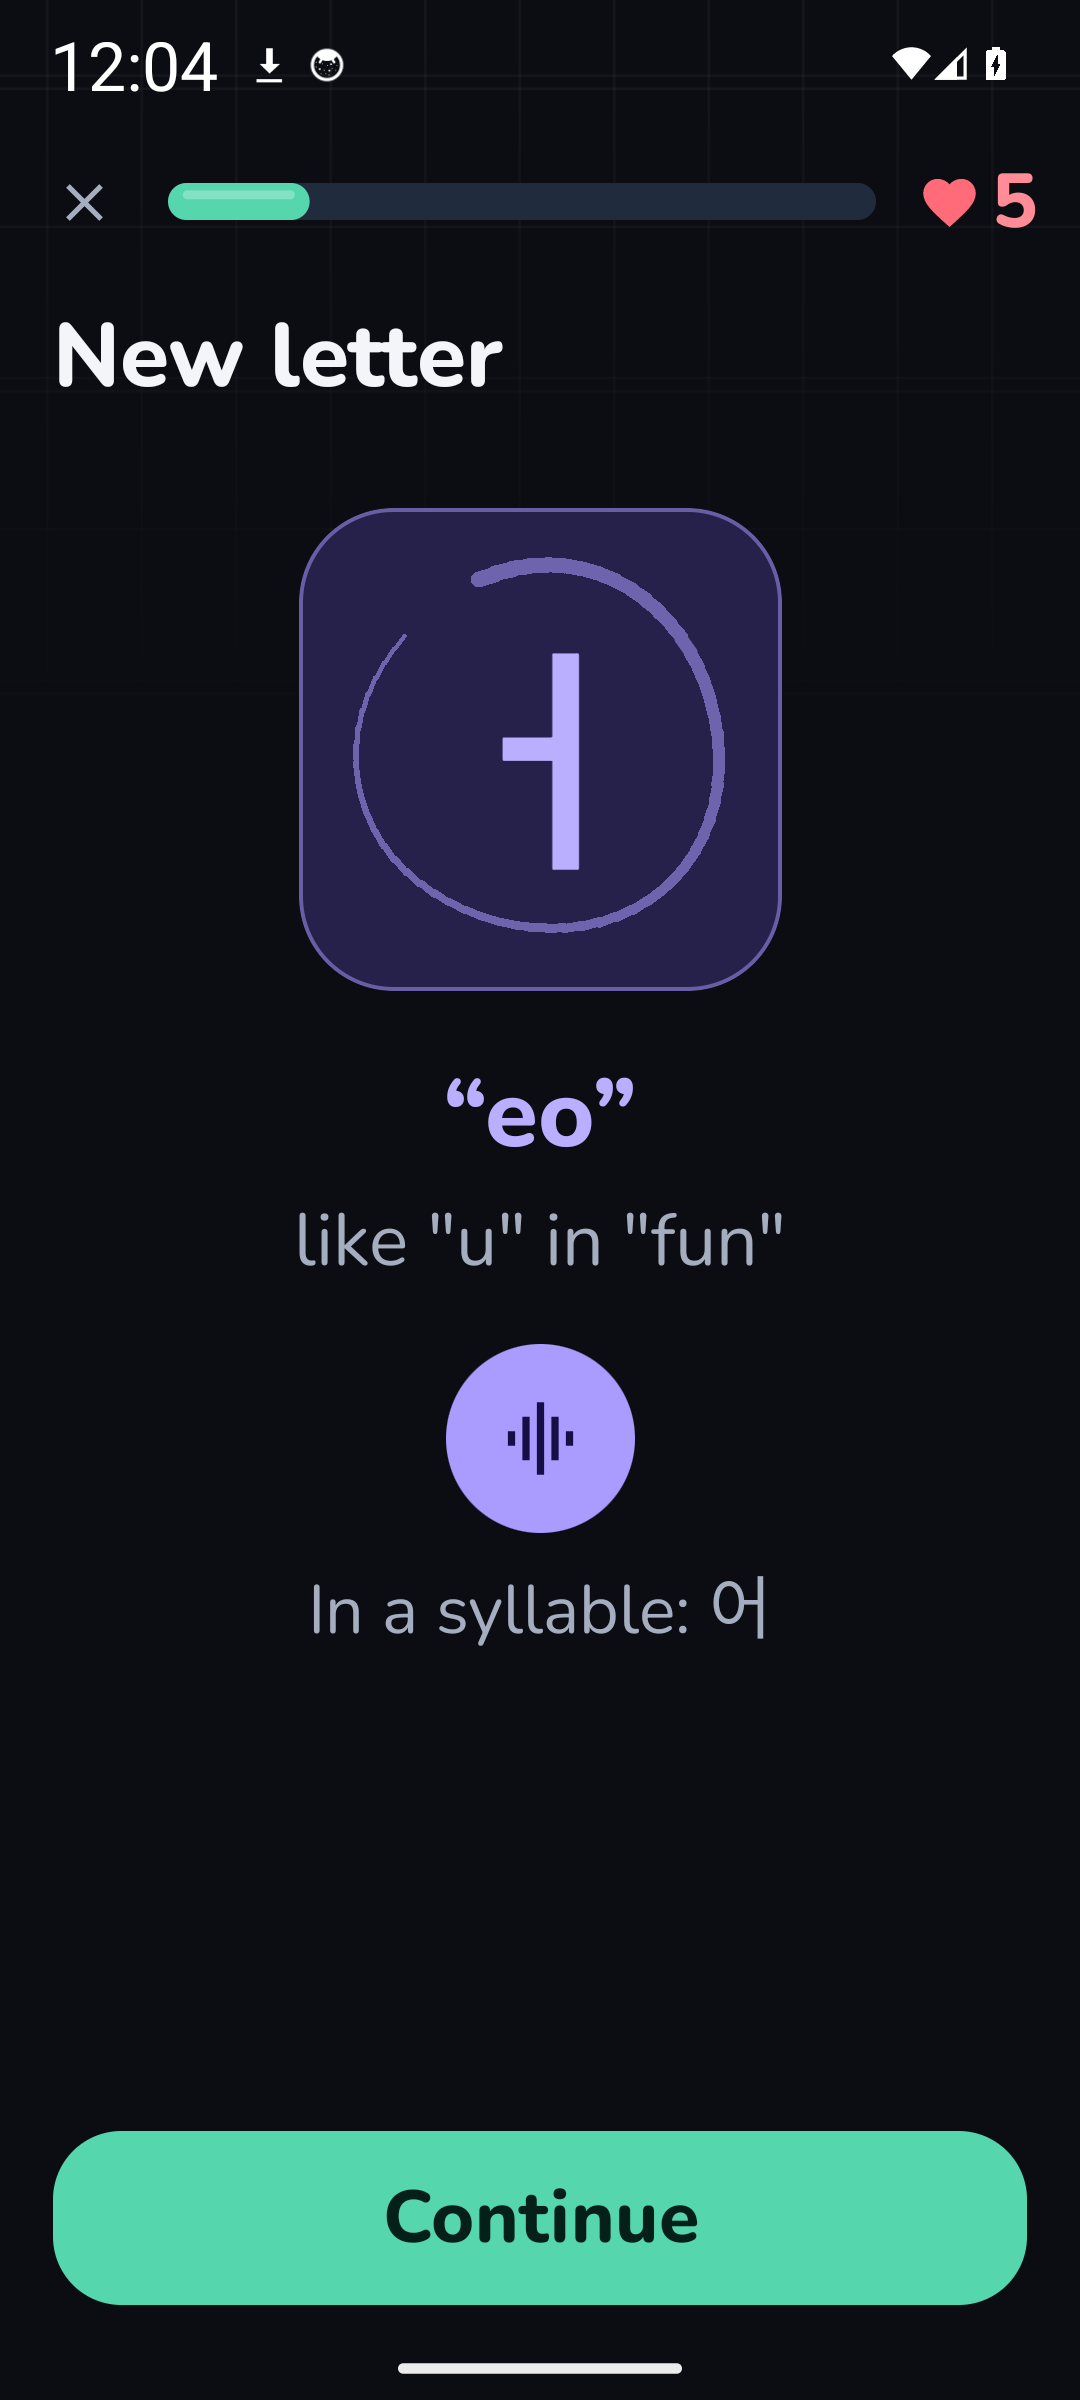 12:04
5
New letter
ㅓ
“eo”
like "u" in "fun"
In a syllable: 어
Continue